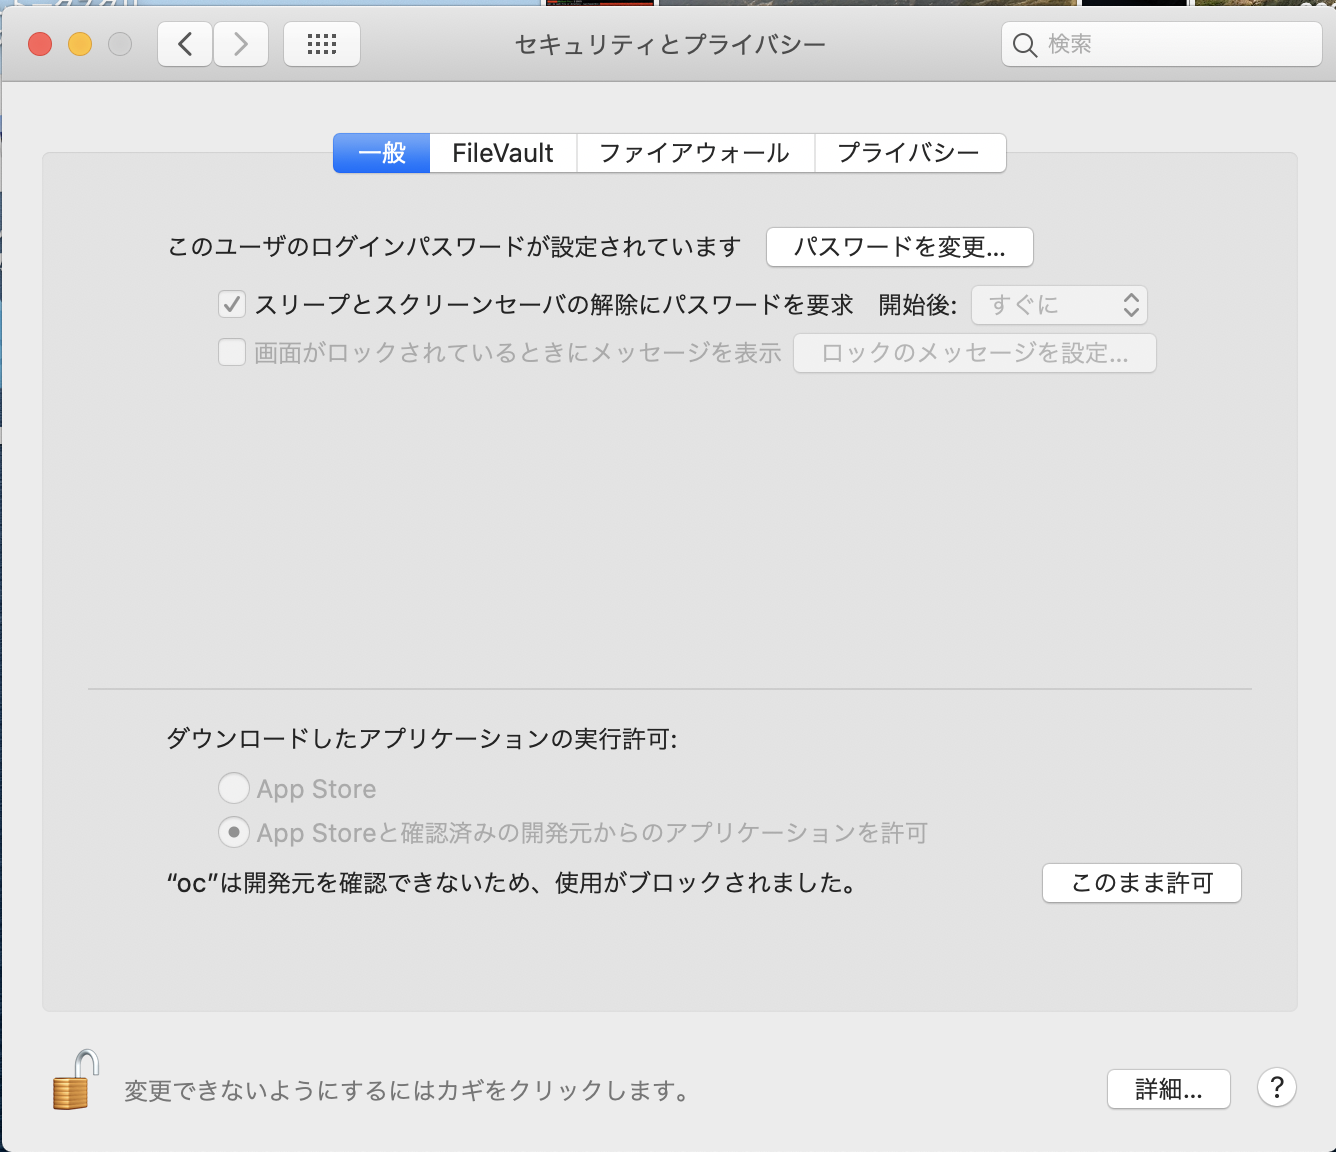 セキュリティとプライバシー
検索
一般 FileVault ファイアウォール プライバシー
このユーザのログインパスワードが設定されています パスワードを変更...
スリープとスクリーンセーバの解除にパスワードを要求 開始後: すぐに
画面がロックされているときにメッセージを表示 ロックのメッセージを設定...
ダウンロードしたアプリケーションの実行許可:
App Store
App Storeと確認済みの開発元からのアプリケーションを許可
“oc”は開発元を確認できないため、使用がブロックされました。 このまま許可
変更できないようにするにはカギをクリックします。 詳細... ?